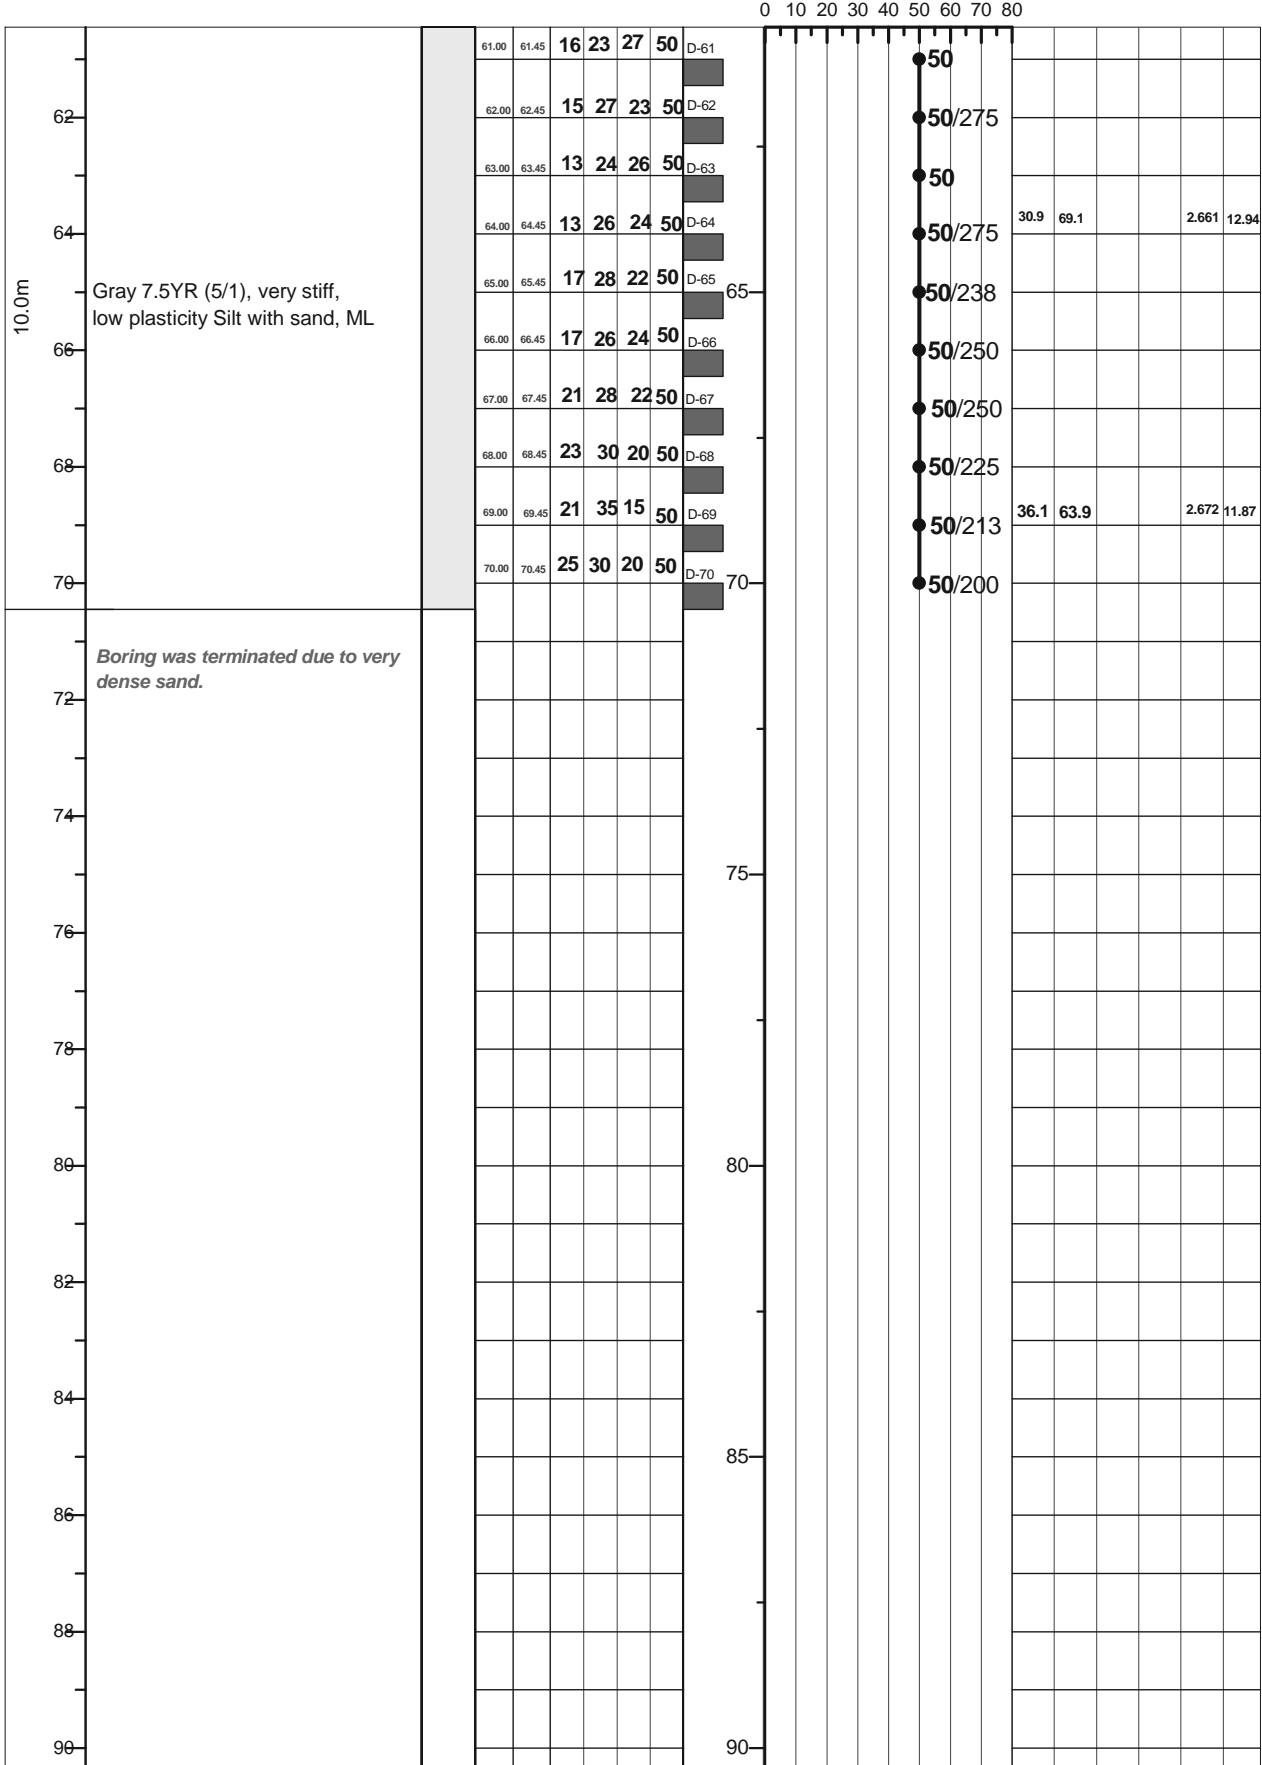 0 10 20 30 40 50 60 70 80
61.00 61.45 16 23 27 50 D-61
50
62
62.00 62.45 15 27 23 50 D-62
50/275
63.00 63.45 13 24 26 50 D-63
50
64
64.00 64.45 13 26 24 50 D-64
50/275 30.9 69.1 2.661 12.94
10.0m
Gray 7.5YR (5/1), very stiff,
low plasticity Silt with sand, ML
65.00 65.45 17 28 22 50 D-65
65
50/238
66
66.00 66.45 17 26 24 50 D-66
50/250
67.00 67.45 21 28 22 50 D-67
50/250
68
68.00 68.45 23 30 20 50 D-68
50/225
69.00 69.45 21 35 15 50 D-69
50/213 36.1 63.9 2.672 11.87
70
70.00 70.45 25 30 20 50 D-70
70
50/200
Boring was terminated due to very
dense sand.
72
74
75
76
78
80
80
82
84
85
86
88
90
90